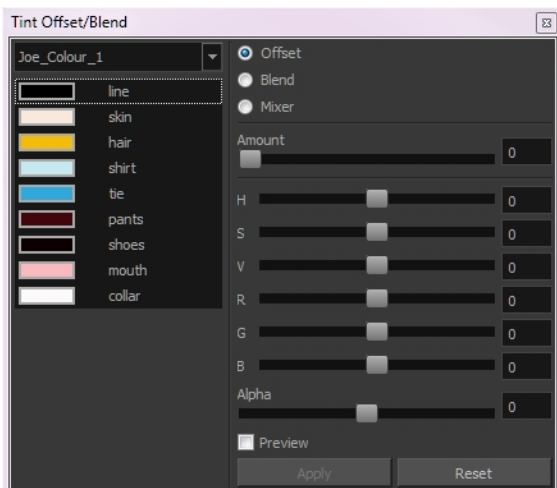 Tint Offset/Blend
Joe_Colour_1
line
skin
hair
shirt
tie
pants
shoes
mouth
collar
Offset
Blend
Mixer
Amount
0
H 0
S 0
V 0
R 0
G 0
B 0
Alpha
0
Preview
Apply Reset